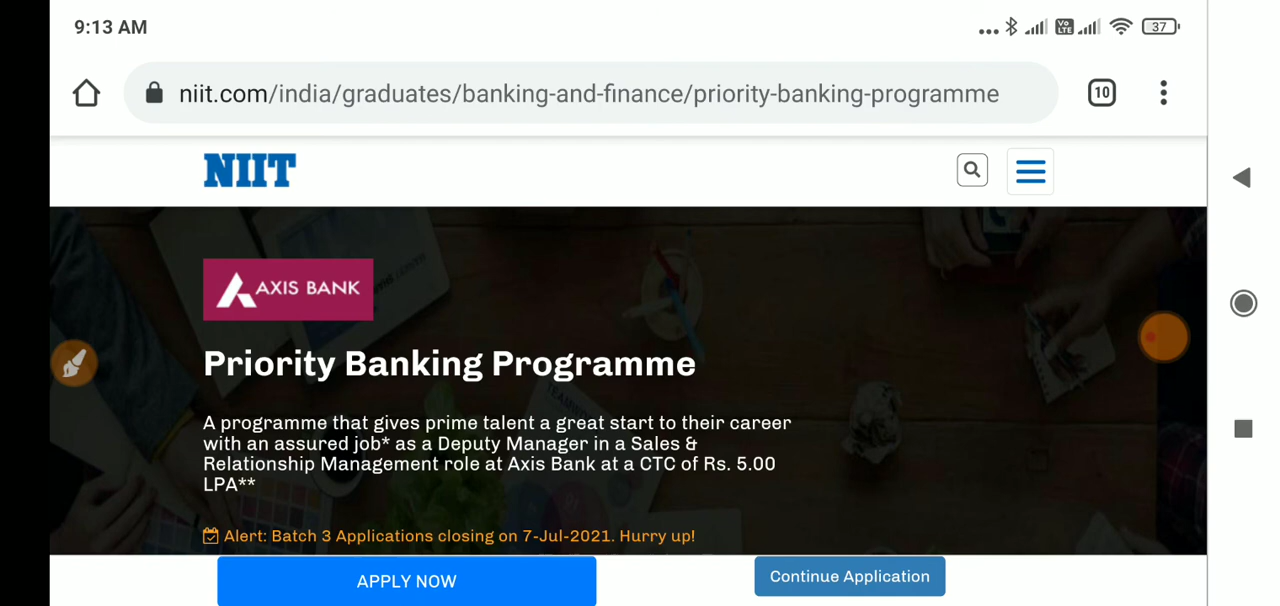 9:13 AM
Vo
LTE
37
niit.com/india/graduates/banking-and-finance/priority-banking-programme
10
NIIT
AXIS BANK
Priority Banking Programme
A programme that gives prime talent a great start to their career
with an assured job* as a Deputy Manager in a Sales &
Relationship Management role at Axis Bank at a CTC of Rs. 5.00
LPA**
Alert: Batch 3 Applications closing on 7-Jul-2021. Hurry up!
APPLY NOW
Continue Application